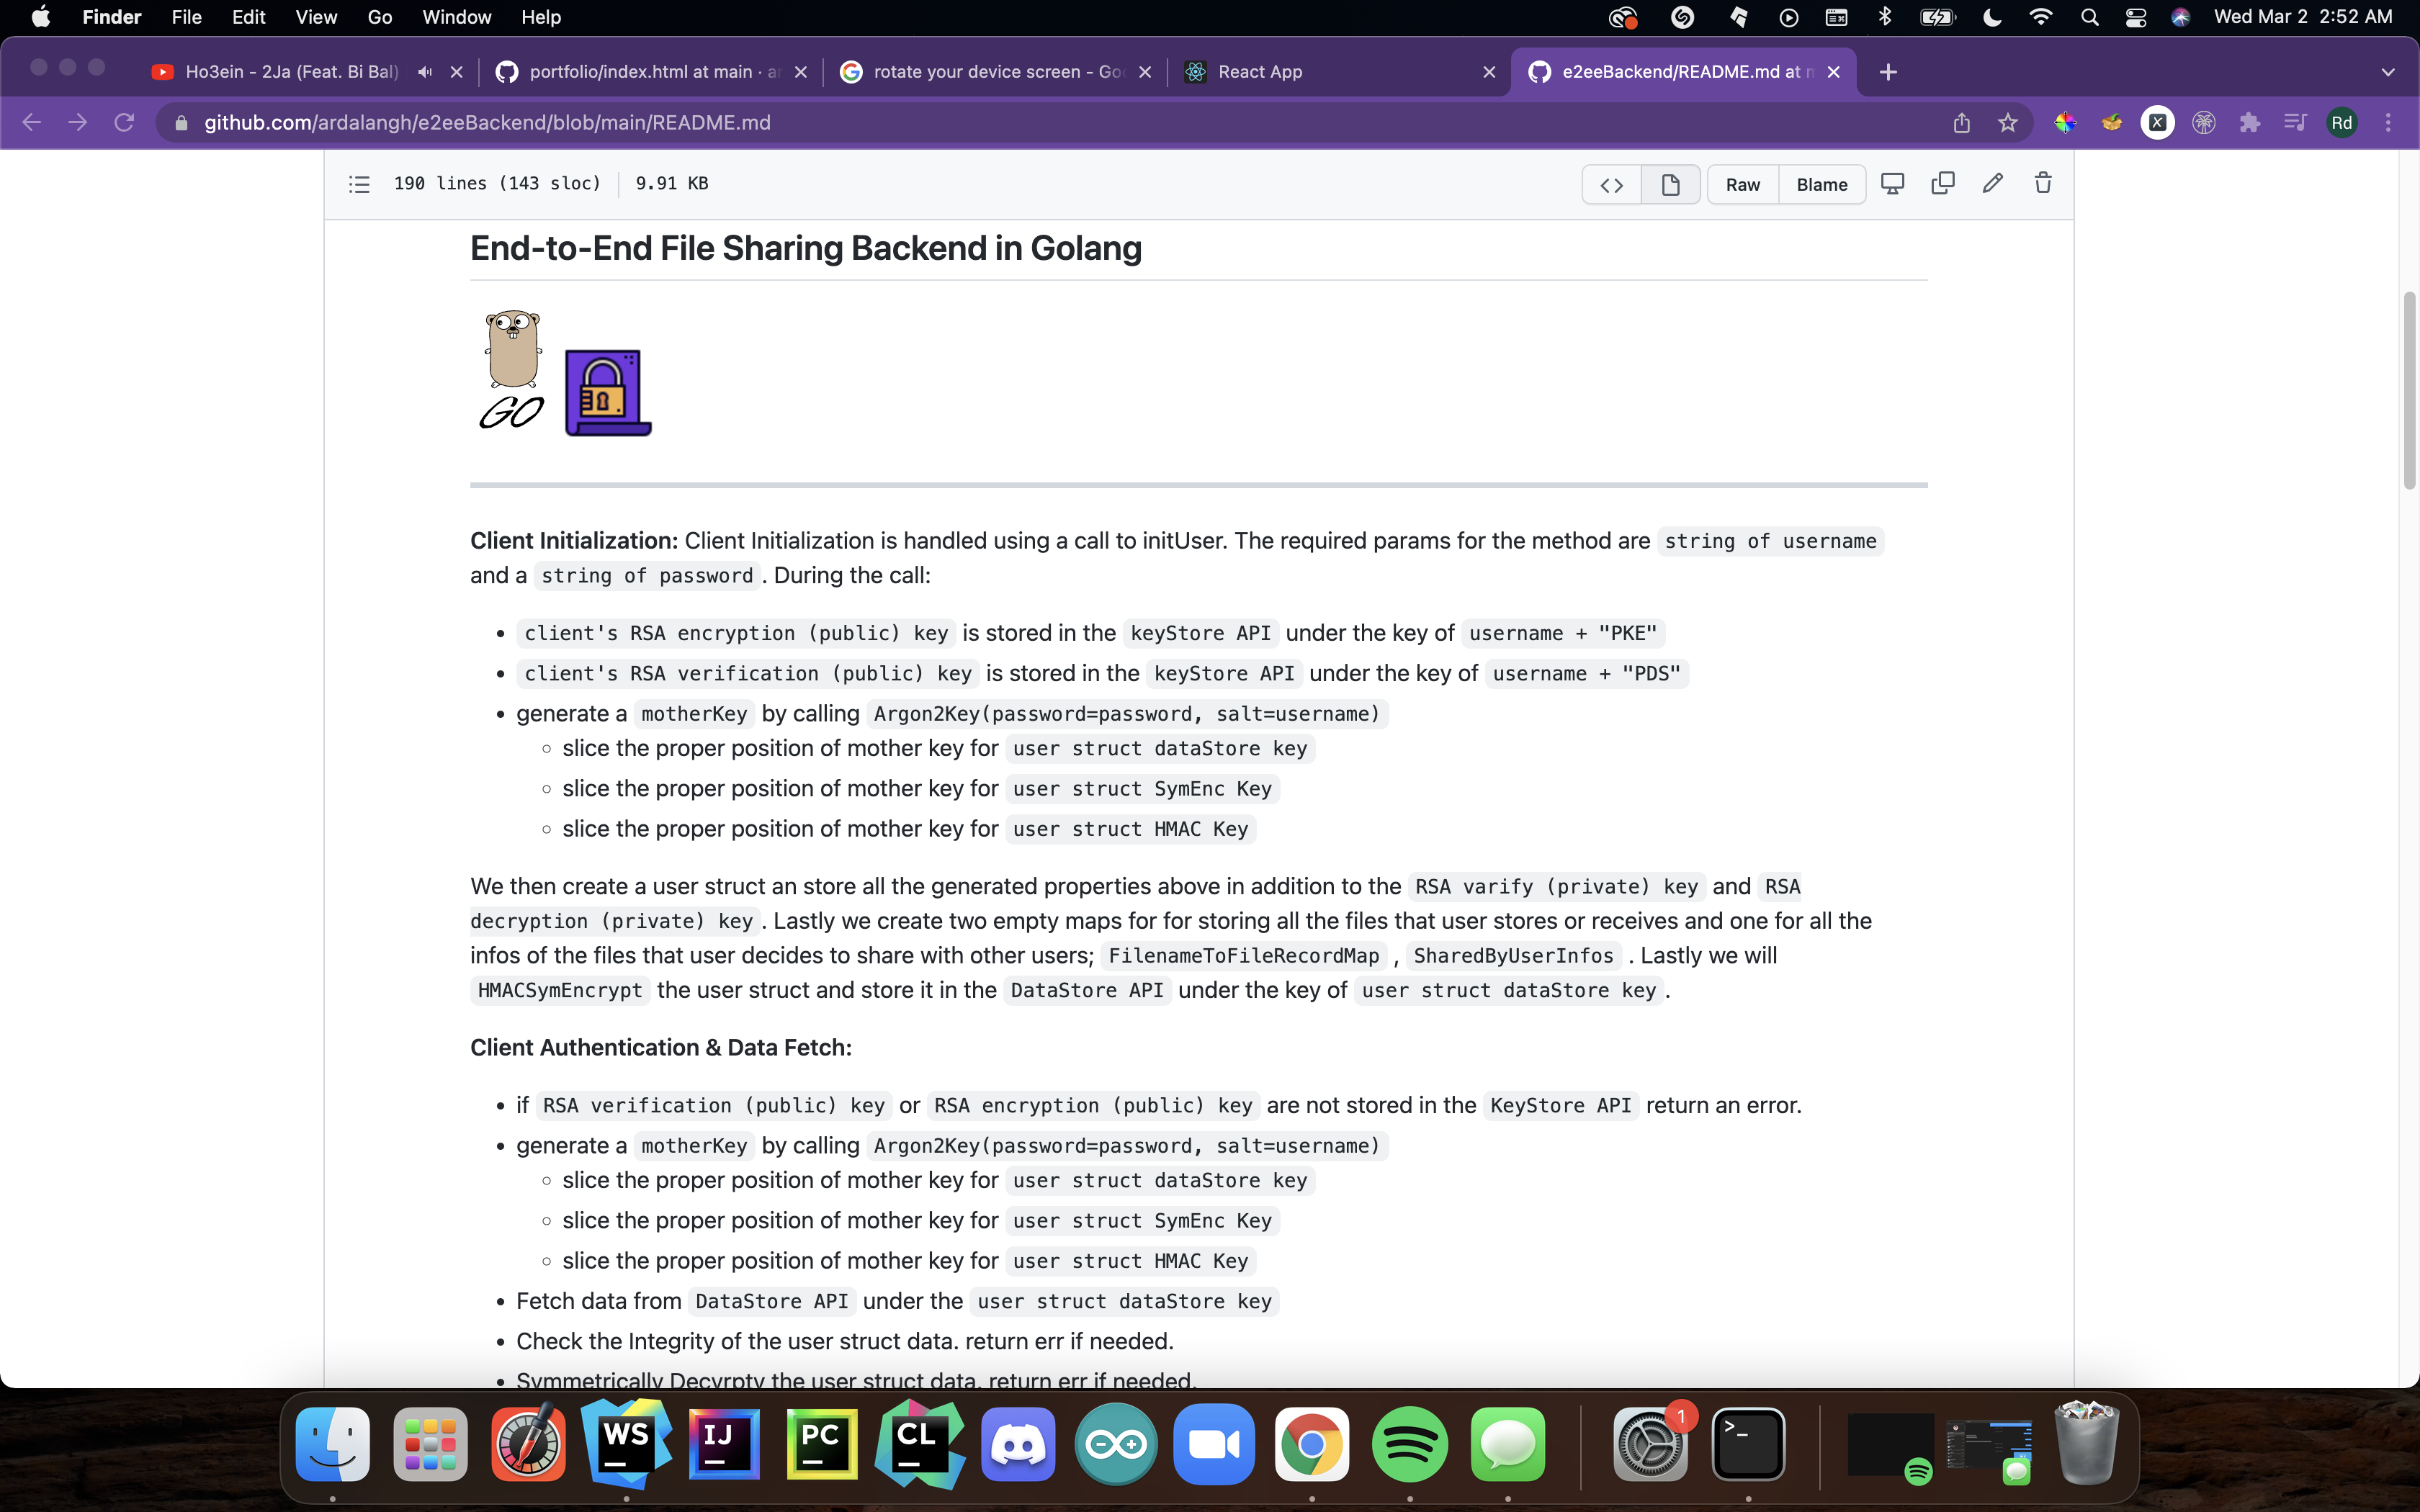 Finder File Edit View Go Window Help Wed Mar 2 2:52 AM
Ho3ein - 2Ja (Feat. Bi Bal) portfolio/index.html at main · ar rotate your device screen - Goo React App e2eeBackend/README.md at m
github.com/ardalangh/e2eeBackend/blob/main/README.md Rd
190 lines (143 sloc) 9.91 KB Raw Blame
End-to-End File Sharing Backend in Golang
GO
Client Initialization: Client Initialization is handled using a call to initUser. The required params for the method are string of username
and a string of password . During the call:
• client's RSA encryption (public) key is stored in the keyStore API under the key of username + "PKE"
• client's RSA verification (public) key is stored in the keyStore API under the key of username + "PDS"
• generate a motherKey by calling Argon2Key(password=password, salt=username)
◦ slice the proper position of mother key for user struct dataStore key
◦ slice the proper position of mother key for user struct SymEnc Key
◦ slice the proper position of mother key for user struct HMAC Key
We then create a user struct an store all the generated properties above in addition to the RSA varify (private) key and RSA
decryption (private) key . Lastly we create two empty maps for for storing all the files that user stores or receives and one for all the
infos of the files that user decides to share with other users; FilenameToFileRecordMap , SharedByUserInfos . Lastly we will
HMACSymEncrypt the user struct and store it in the DataStore API under the key of user struct dataStore key .
Client Authentication & Data Fetch:
• if RSA verification (public) key or RSA encryption (public) key are not stored in the KeyStore API return an error.
• generate a motherKey by calling Argon2Key(password=password, salt=username)
◦ slice the proper position of mother key for user struct dataStore key
◦ slice the proper position of mother key for user struct SymEnc Key
◦ slice the proper position of mother key for user struct HMAC Key
• Fetch data from DataStore API under the user struct dataStore key
• Check the Integrity of the user struct data. return err if needed.
• Symmetrically Decyrpty the user struct data. return err if needed.
WS IJ PC CL 1